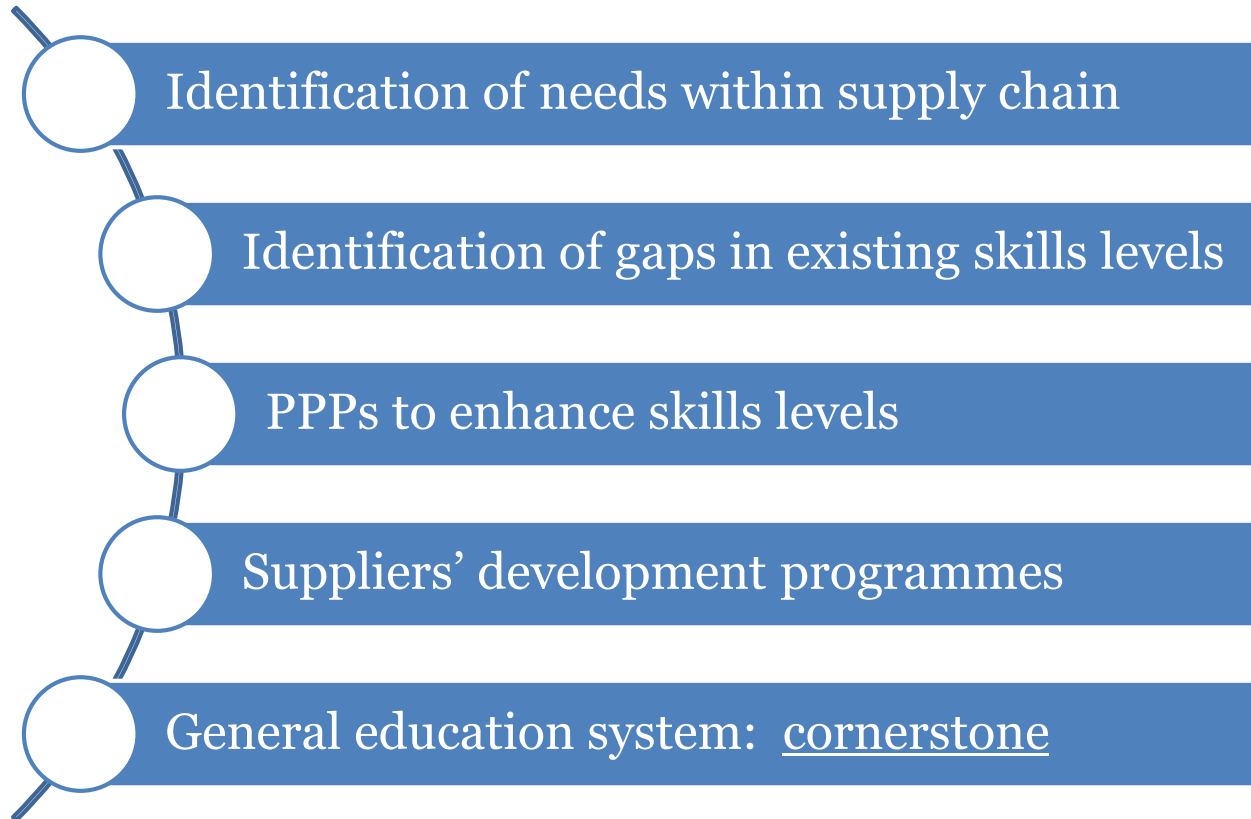 Identification of needs within supply chain
Identification of gaps in existing skills levels
PPPs to enhance skills levels
Suppliers’ development programmes
General education system:  cornerstone